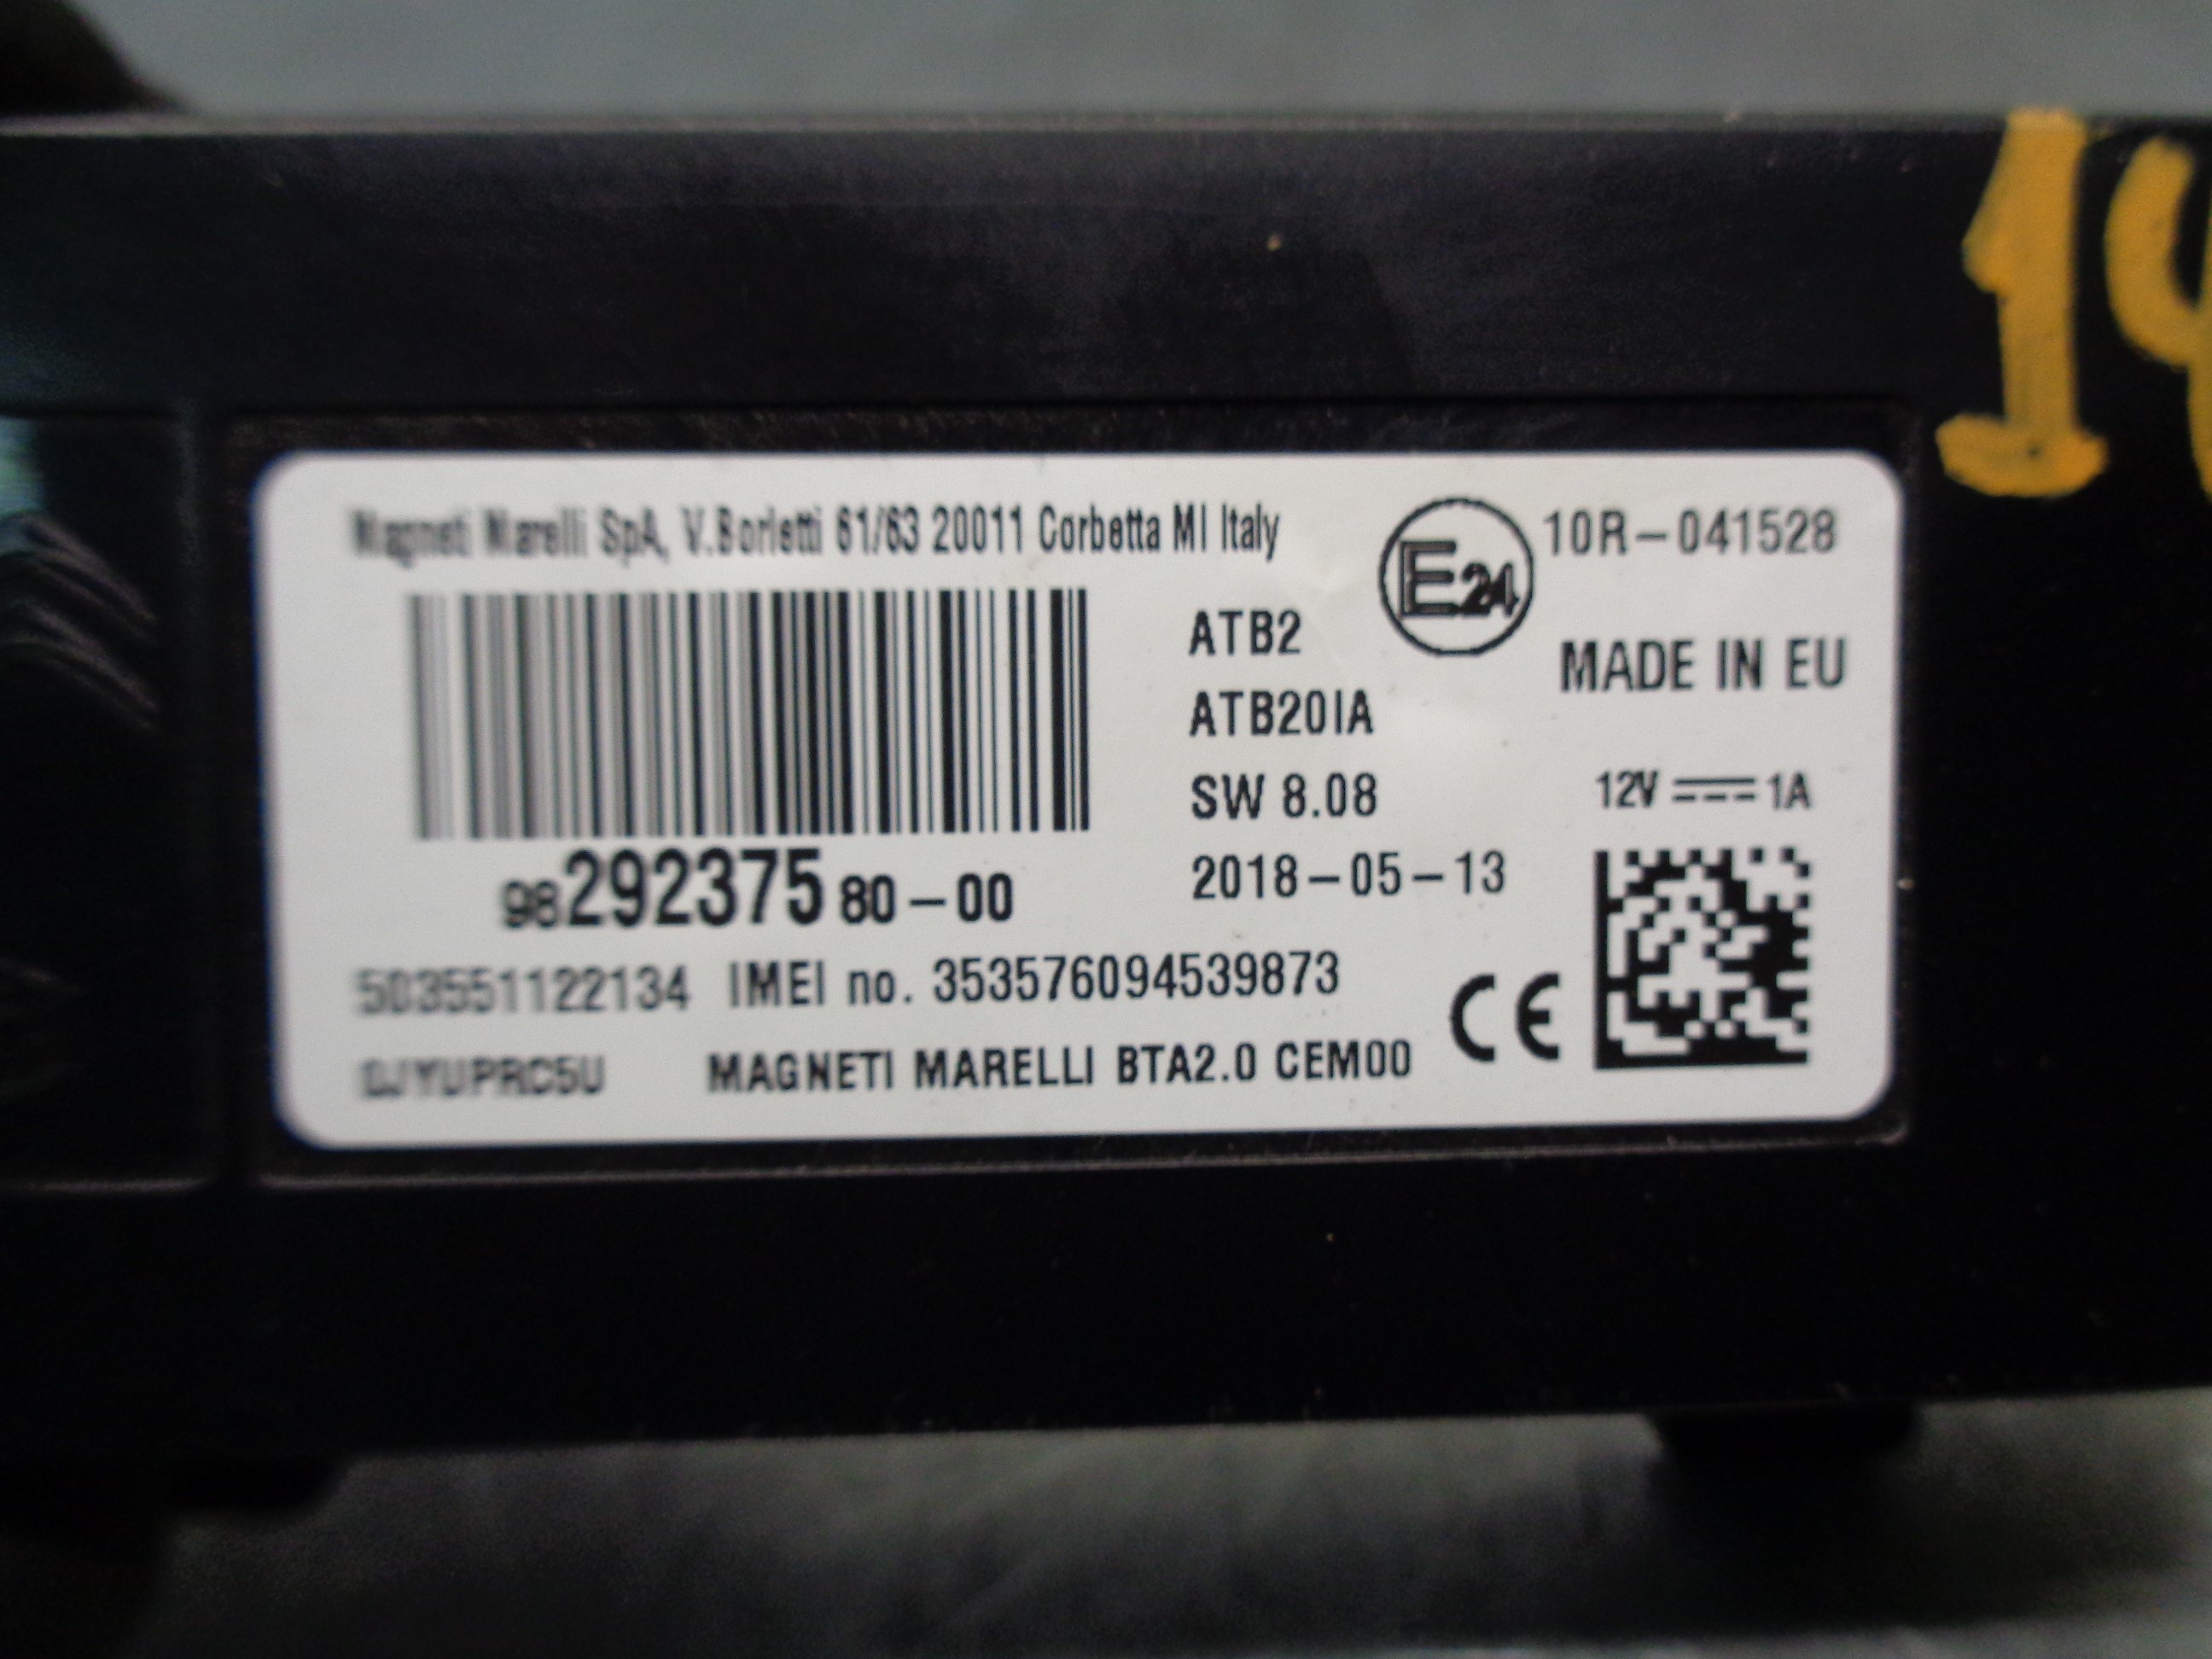 14
Magneti Marelli SpA, V.Borletti 61/63 20011 Corbetta MI Italy
E24
10R-041528
ATB2
MADE IN EU
ATB20IA
SW 8.08
12V 1A
9829237580-00
2018-05-13
503551122134 IMEI no. 353576094539873
CE
MAGNETI MARELLI BTA2.0 CEM00